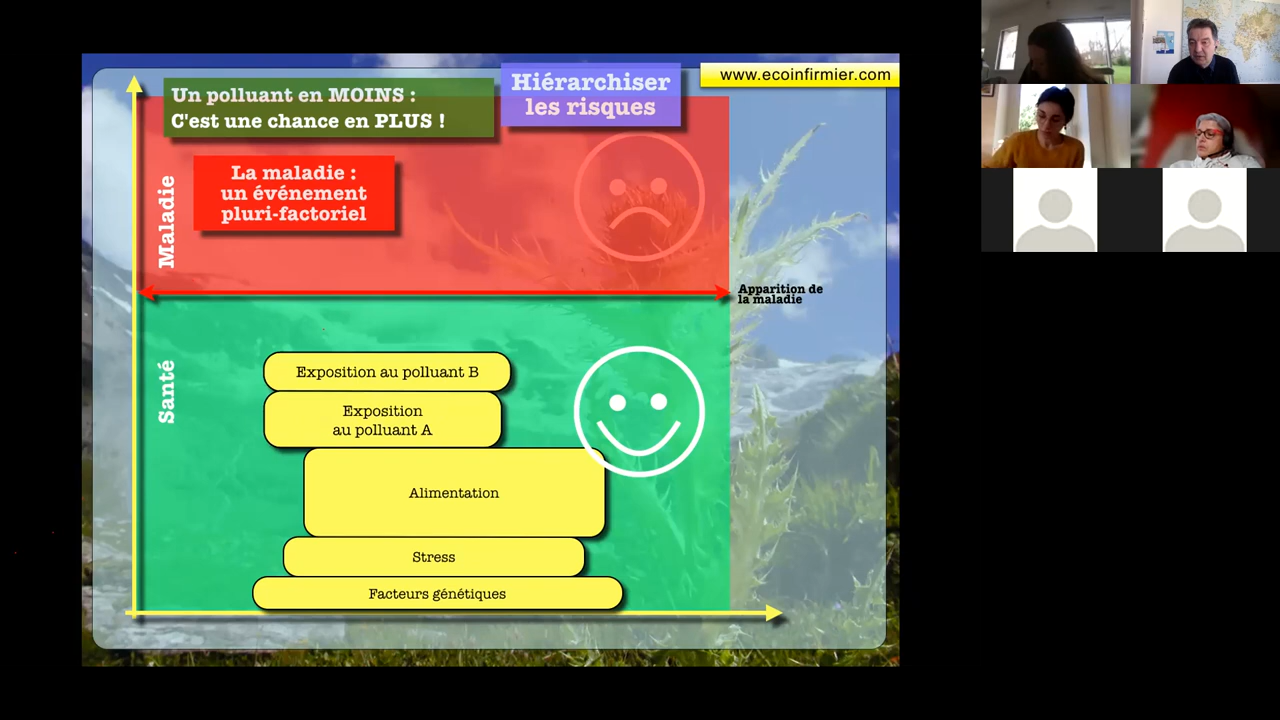 www.ecoinfirmier.com
Un polluant en MOINS :
C'est une chance en PLUS !
Hiérarchiser
les risques
La maladie :
un événement
pluri-factoriel
Maladie
Apparition de
la maladie
Santé
Exposition au polluant B
Exposition
au polluant A
Alimentation
Stress
Facteurs génétiques